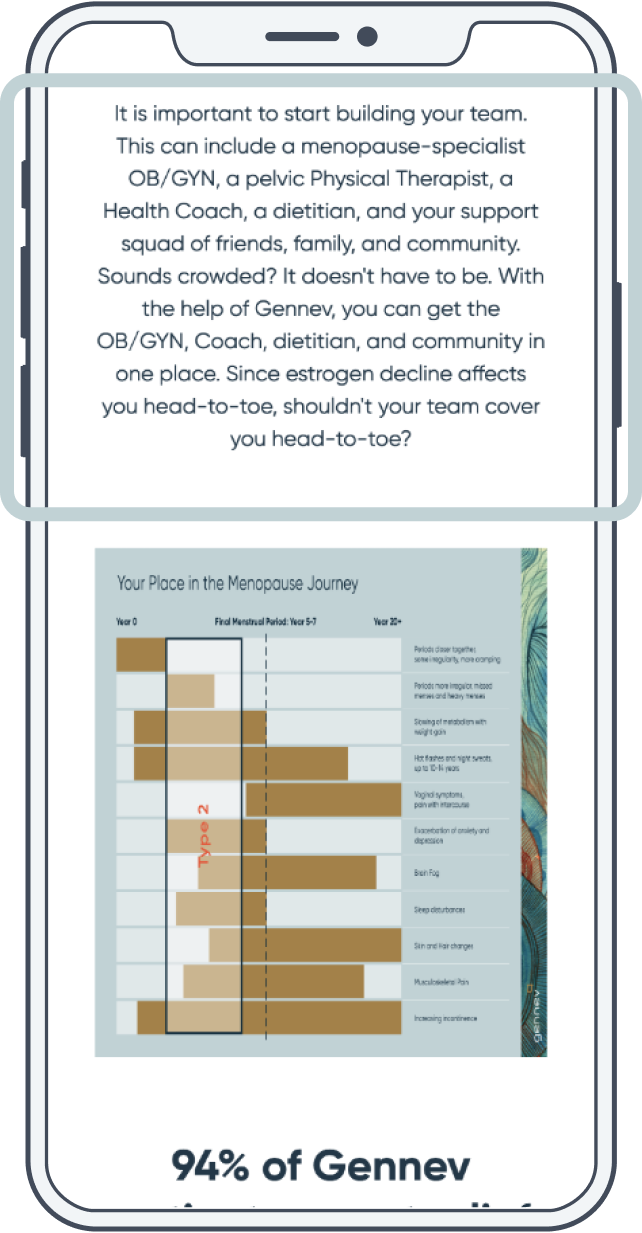 It is important to start building your team.
This can include a menopause-specialist
OB/GYN, a pelvic Physical Therapist, a
Health Coach, a dietitian, and your support
squad of friends, family, and community.
Sounds crowded? It doesn't have to be. With
the help of Gennev, you can get the
OB/GYN, Coach, dietitian, and community in
one place. Since estrogen decline affects
you head-to-toe, shouldn't your team cover
you head-to-toe?
Your Place in the Menopause Journey
Year 0 Final Menstrual Period: Year 5-7 Year 20+
Periods closer together,
some irregularity, more cramping
Periods more irregular, missed
menses and heavy menses
Slowing of metabolism with
weight gain
Hot flashes and night sweats,
up to 10-14 years
Vaginal symptoms,
pain with intercourse
Exacerbation of anxiety and
depression
Brain Fog
Sleep disturbances
Skin and Hair changes
Musculoskeletal Pain
Increasing incontinence
Type 2
gennev
94% of Gennev